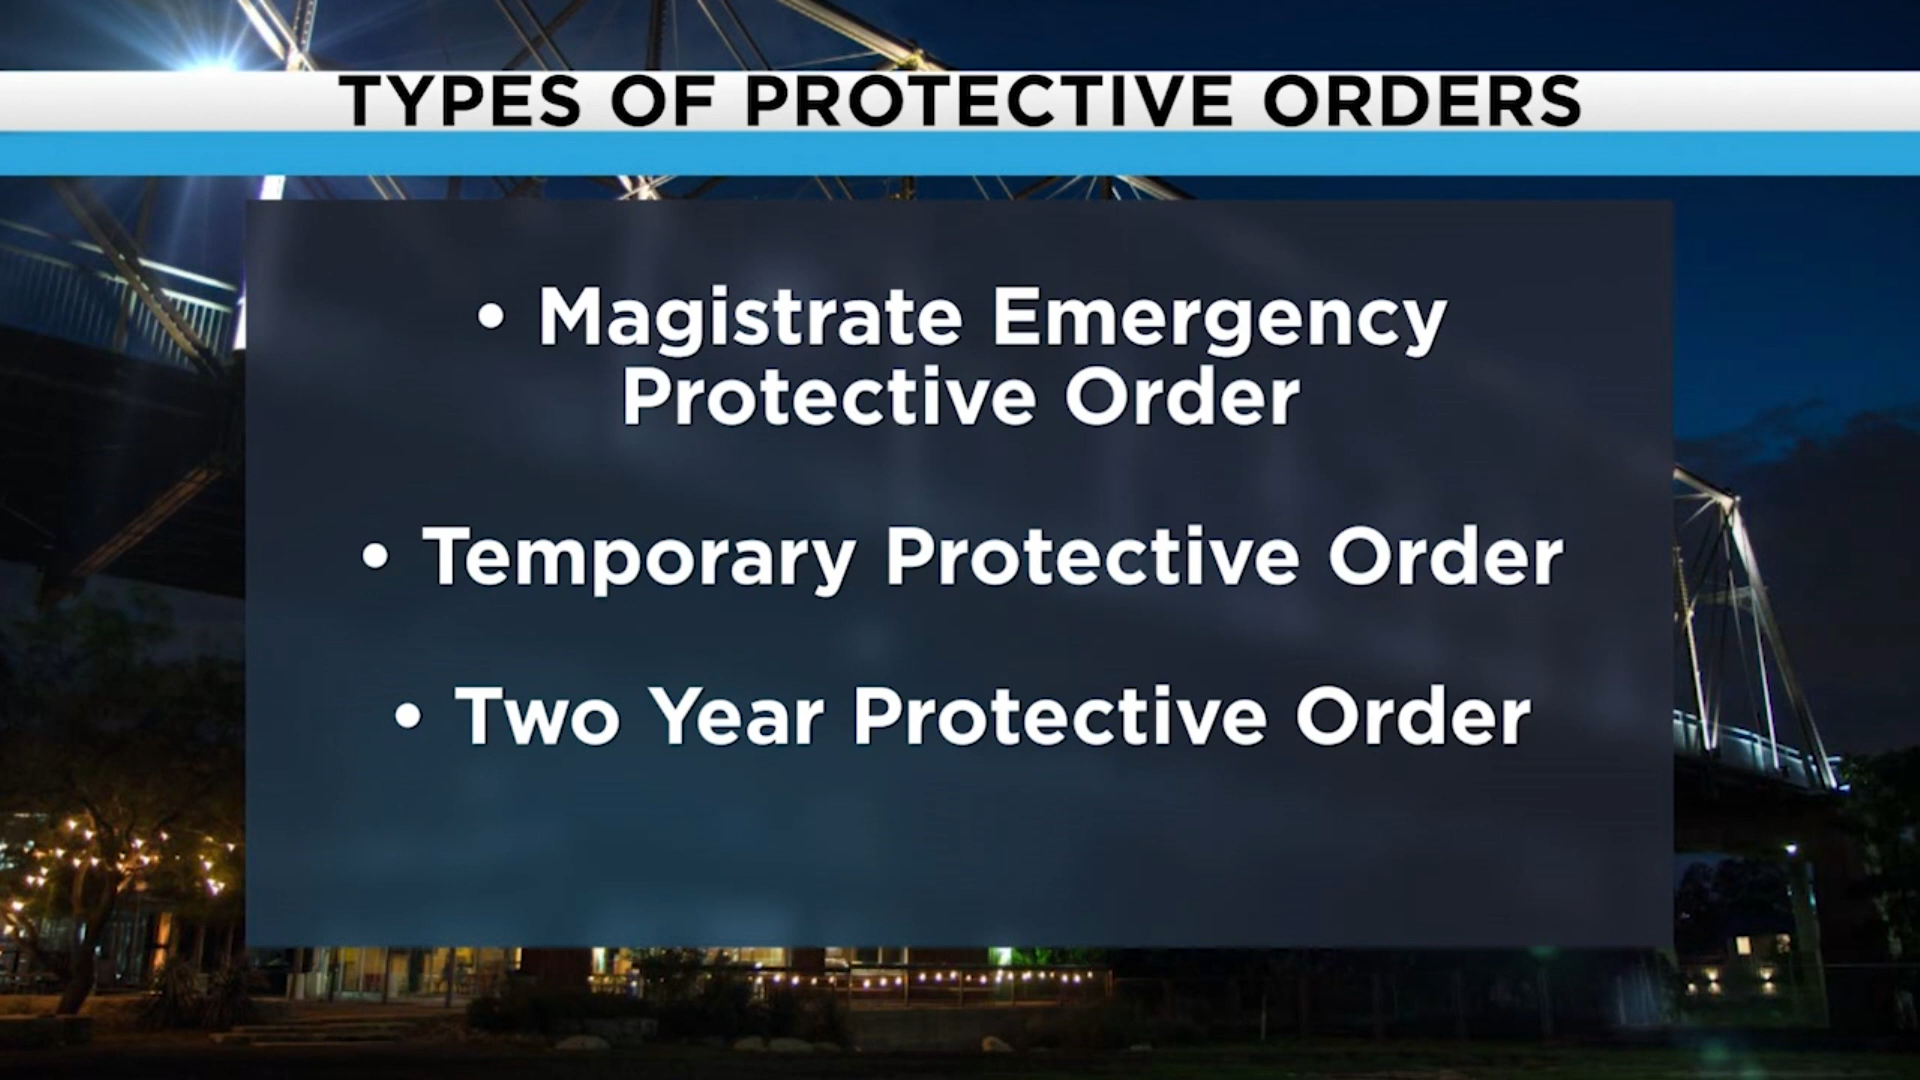 TYPES OF PROTECTIVE ORDERS
• Magistrate Emergency
Protective Order
• Temporary Protective Order
• Two Year Protective Order